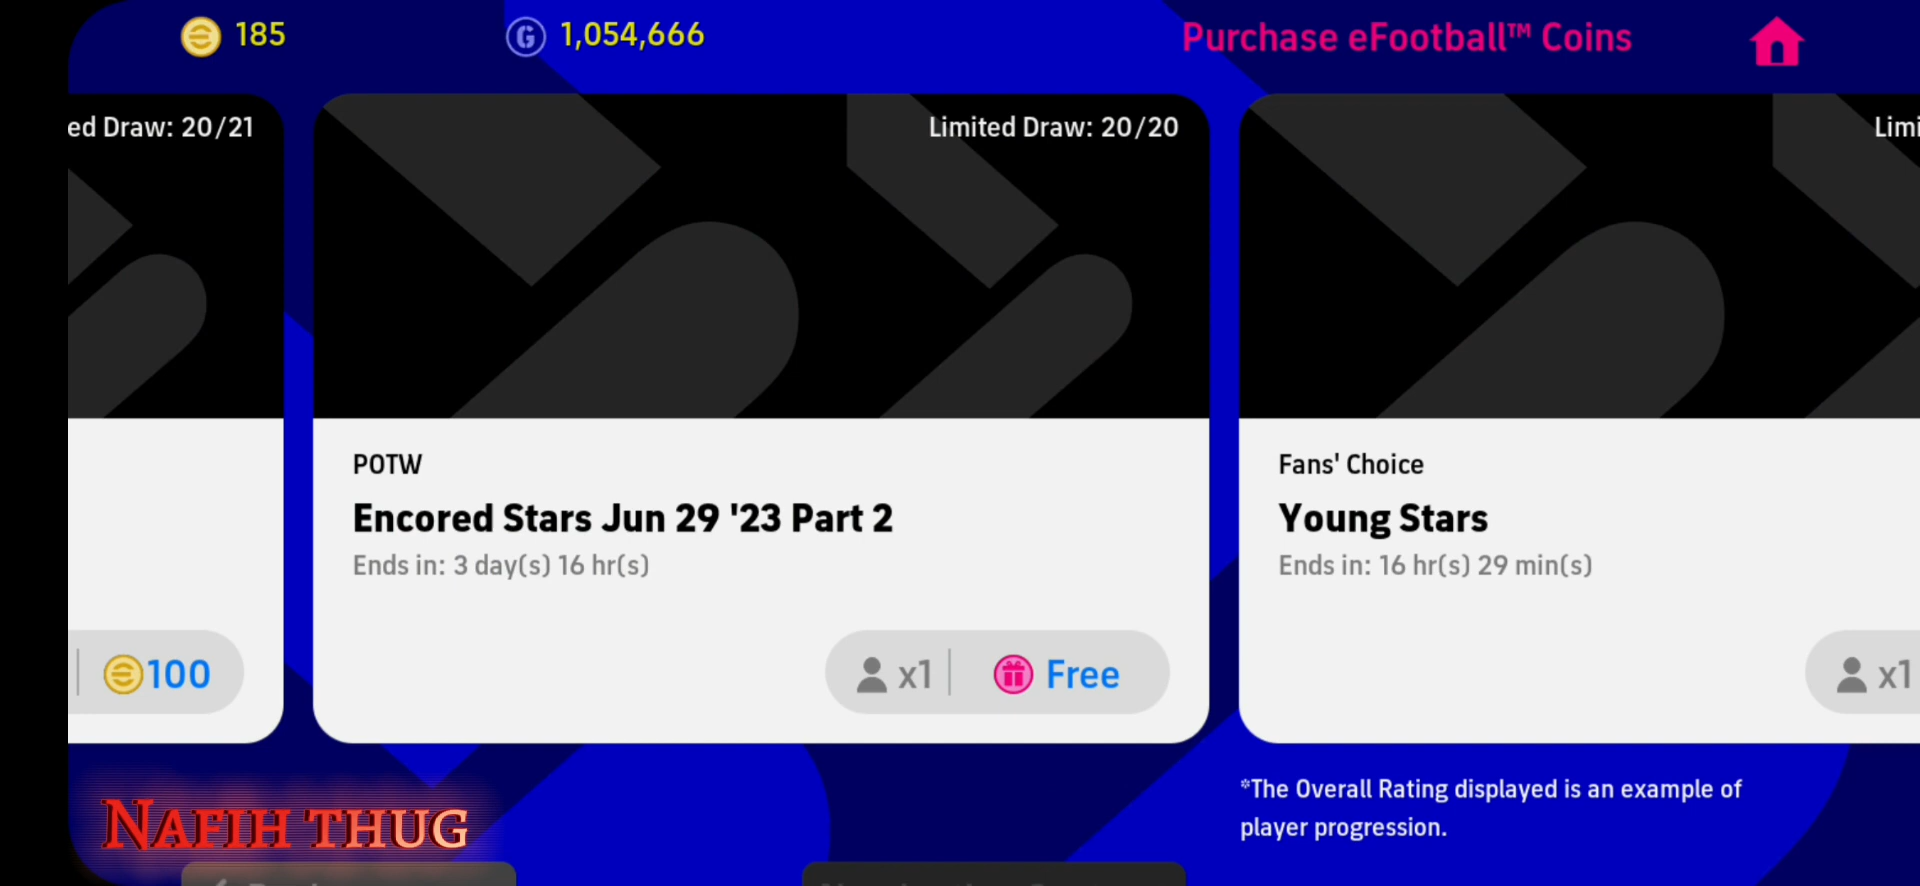 185
1,054,666
Purchase eFootball™ Coins
ed Draw: 20/21
Limited Draw: 20/20
Limi
POTW
Encored Stars Jun 29 '23 Part 2
Ends in: 3 day(s) 16 hr(s)
Fans' Choice
Young Stars
Ends in: 16 hr(s) 29 min(s)
100
x1
Free
x1
*The Overall Rating displayed is an example of
player progression.
NAFIH THUG